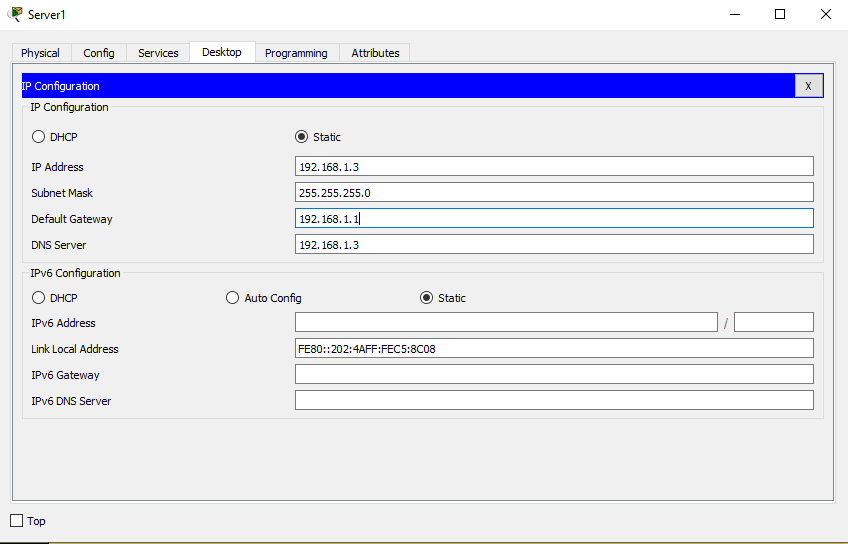 Server1
Physical Config Services Desktop Programming Attributes
IP Configuration X
IP Configuration
DHCP Static
IP Address 192.168.1.3
Subnet Mask 255.255.255.0
Default Gateway 192.168.1.1
DNS Server 192.168.1.3
IPv6 Configuration
DHCP Auto Config Static
IPv6 Address /
Link Local Address FE80::202:4AFF:FEC5:8C08
IPv6 Gateway
IPv6 DNS Server
Top